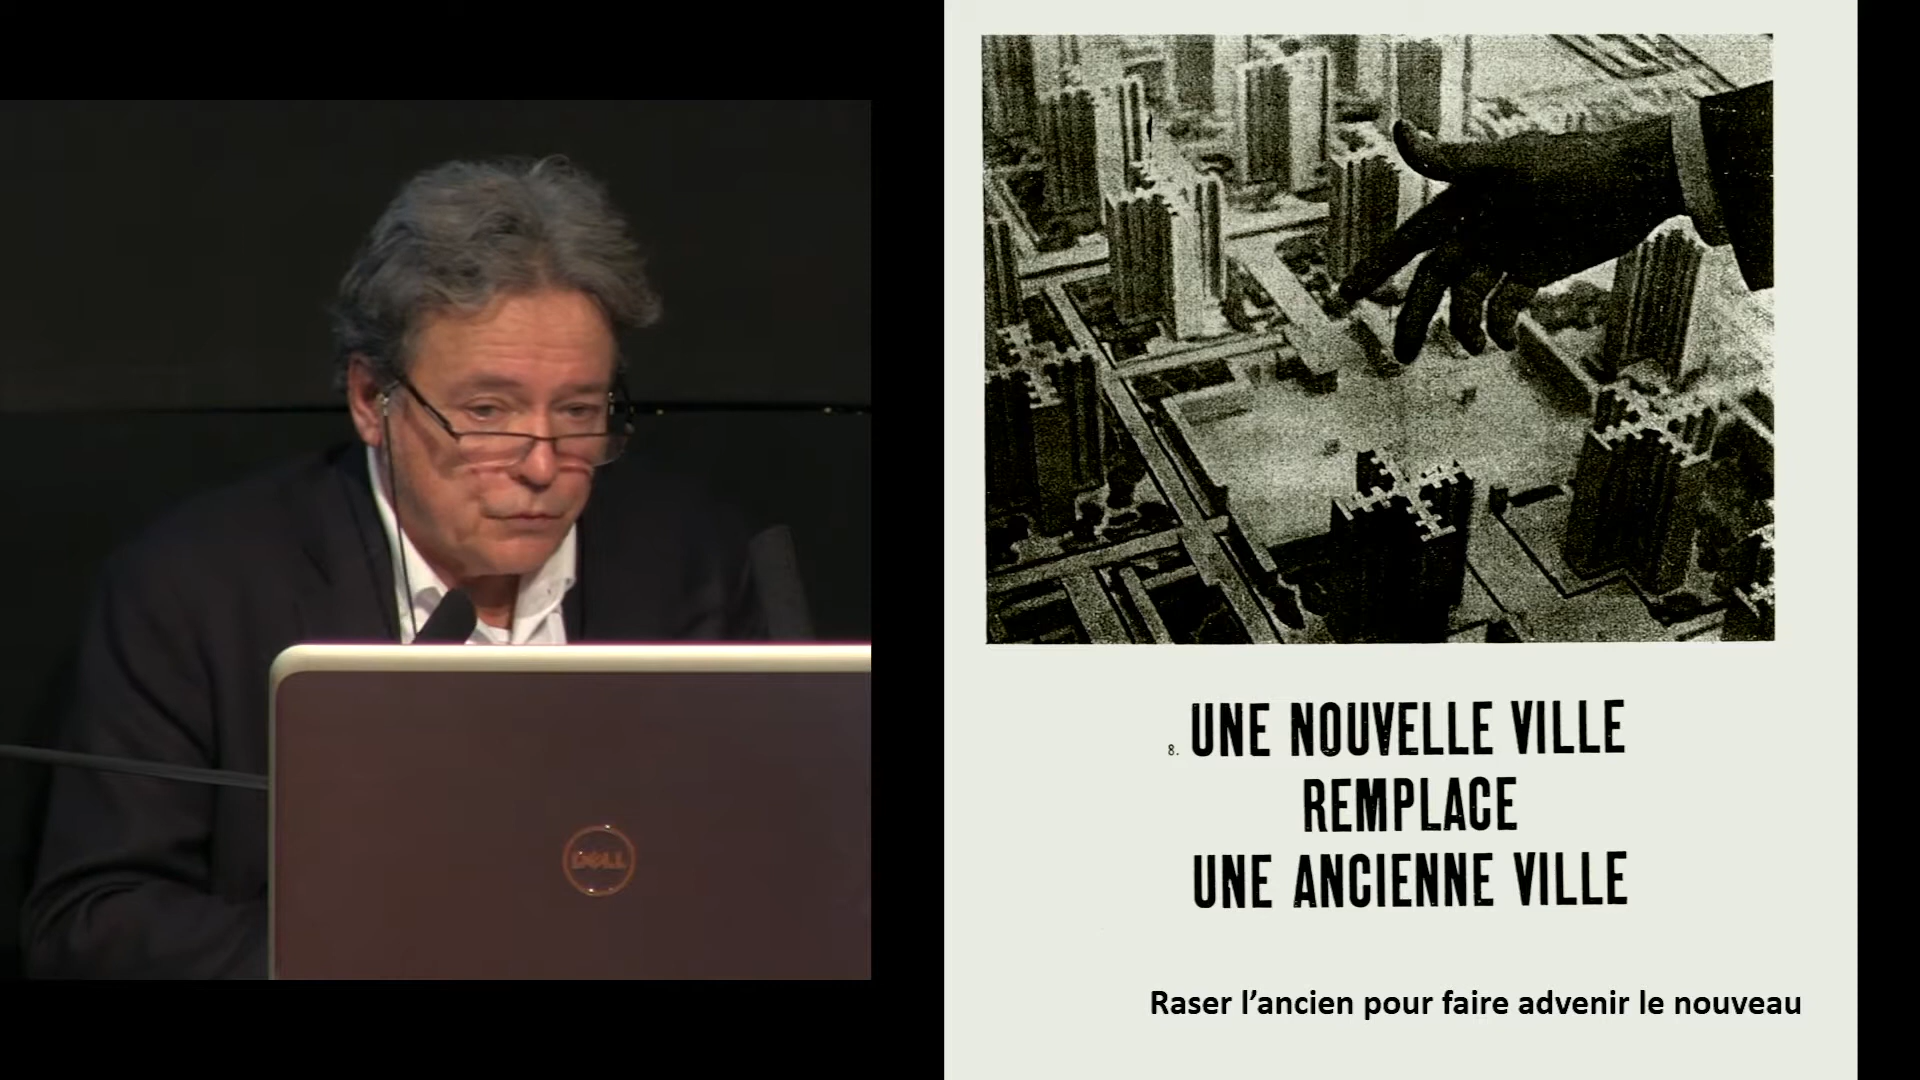 DELL
8. UNE NOUVELLE VILLE
REMPLACE
UNE ANCIENNE VILLE
Raser l’ancien pour faire advenir le nouveau